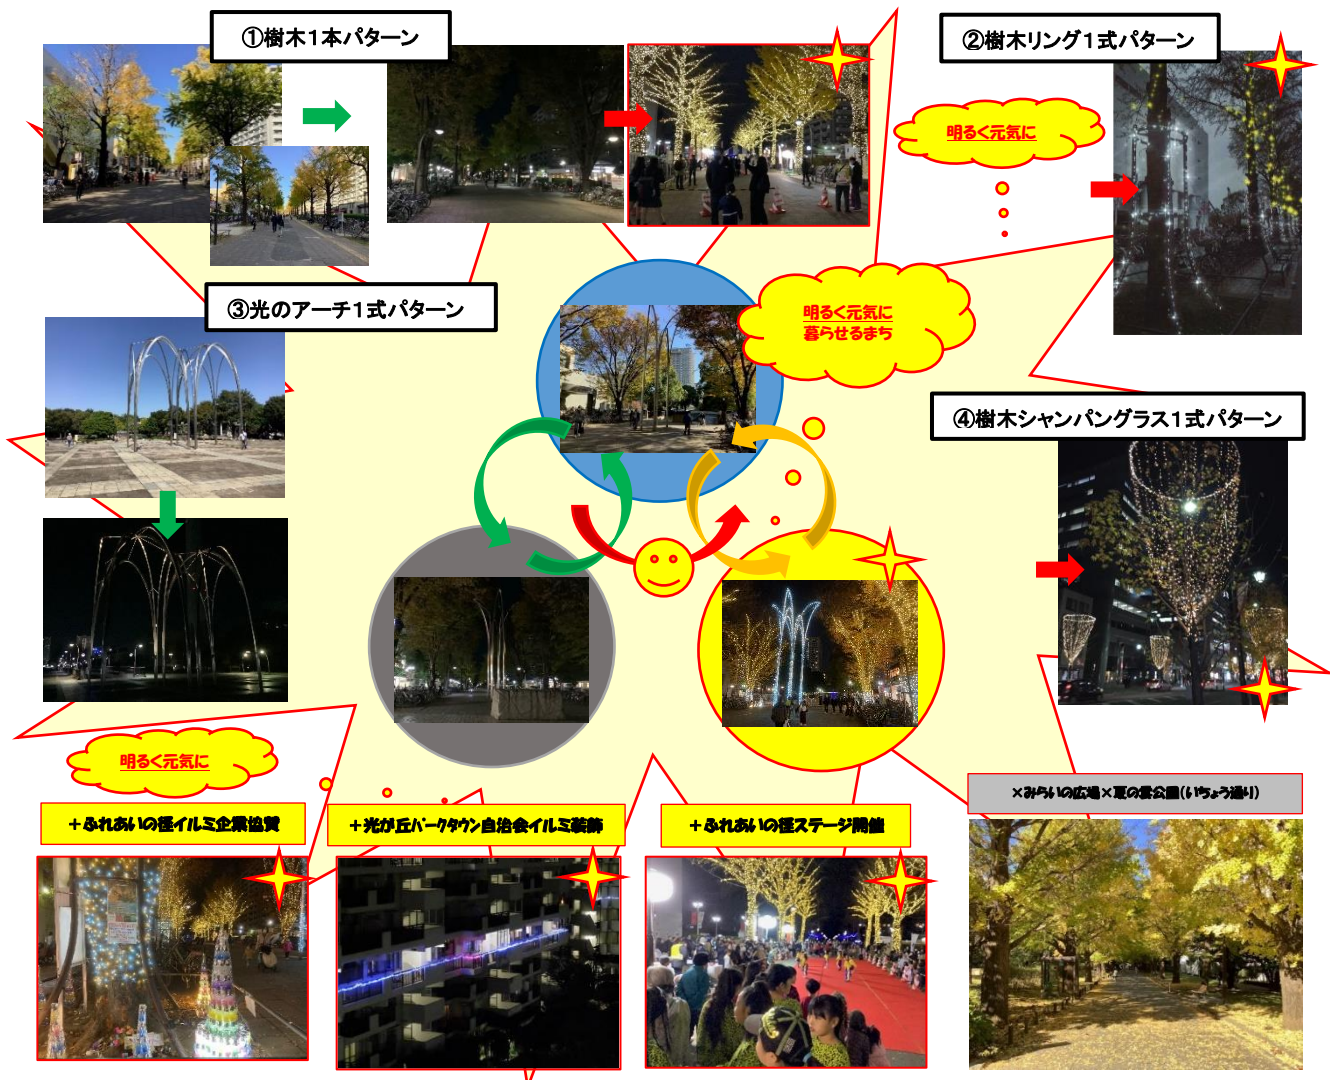 ①樹木1本パターン
②樹木リング1式パターン
明るく元気に
③光のアーチ1式パターン
明るく元気に
暮らせるまち
④樹木シャンパングラス1式パターン
明るく元気に
×みらいの広場×夏の雲公園(いちょう通り)
＋ふれあいの径イルミ企業協賛
＋光が丘パークタウン自治会イルミ装飾
＋ふれあいの径ステージ開催